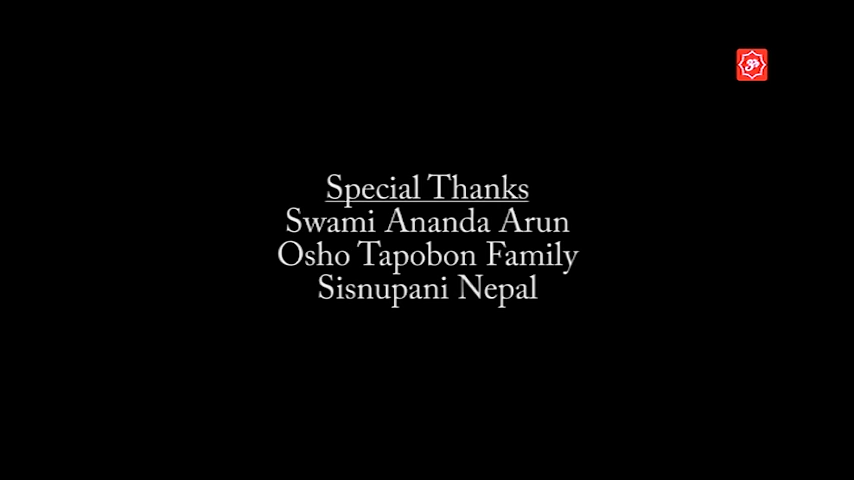 Special Thanks
Swami Ananda Arun
Osho Tapobon Family
Sisnupani Nepal